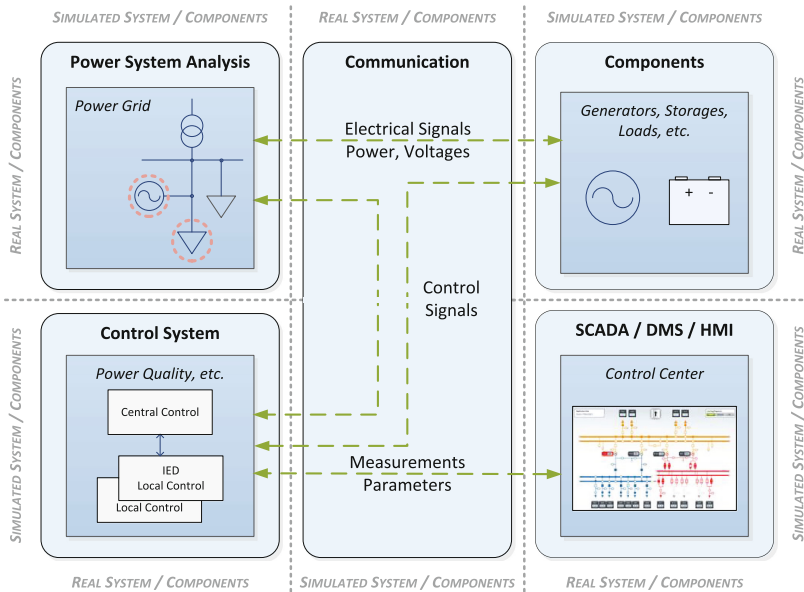 SIMULATED SYSTEM / COMPONENTS
REAL SYSTEM / COMPONENTS
SIMULATED SYSTEM / COMPONENTS
REAL SYSTEM / COMPONENTS
Power System Analysis
Power Grid
Communication
Electrical Signals
Power, Voltages
Components
Generators, Storages,
Loads, etc.
+ -
REAL SYSTEM / COMPONENTS
Control
Signals
SIMULATED SYSTEM / COMPONENTS
Control System
Power Quality, etc.
Central Control
IED
Local Control
Local Control
Measurements
Parameters
SCADA / DMS / HMI
Control Center
SIMULATED SYSTEM / COMPONENTS
REAL SYSTEM / COMPONENTS
SIMULATED SYSTEM / COMPONENTS
REAL SYSTEM / COMPONENTS